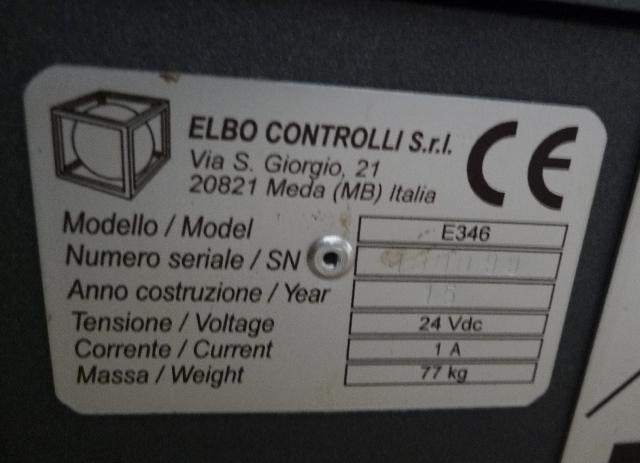 ELBO CONTROLLI S.r.l.
Via S. Giorgio, 21
20821 Meda (MB) Italia
CE
Modello / Model E346
Numero seriale / SN
Anno costruzione / Year 15
Tensione / Voltage 24 Vdc
Corrente / Current 1 A
Massa / Weight 77 kg